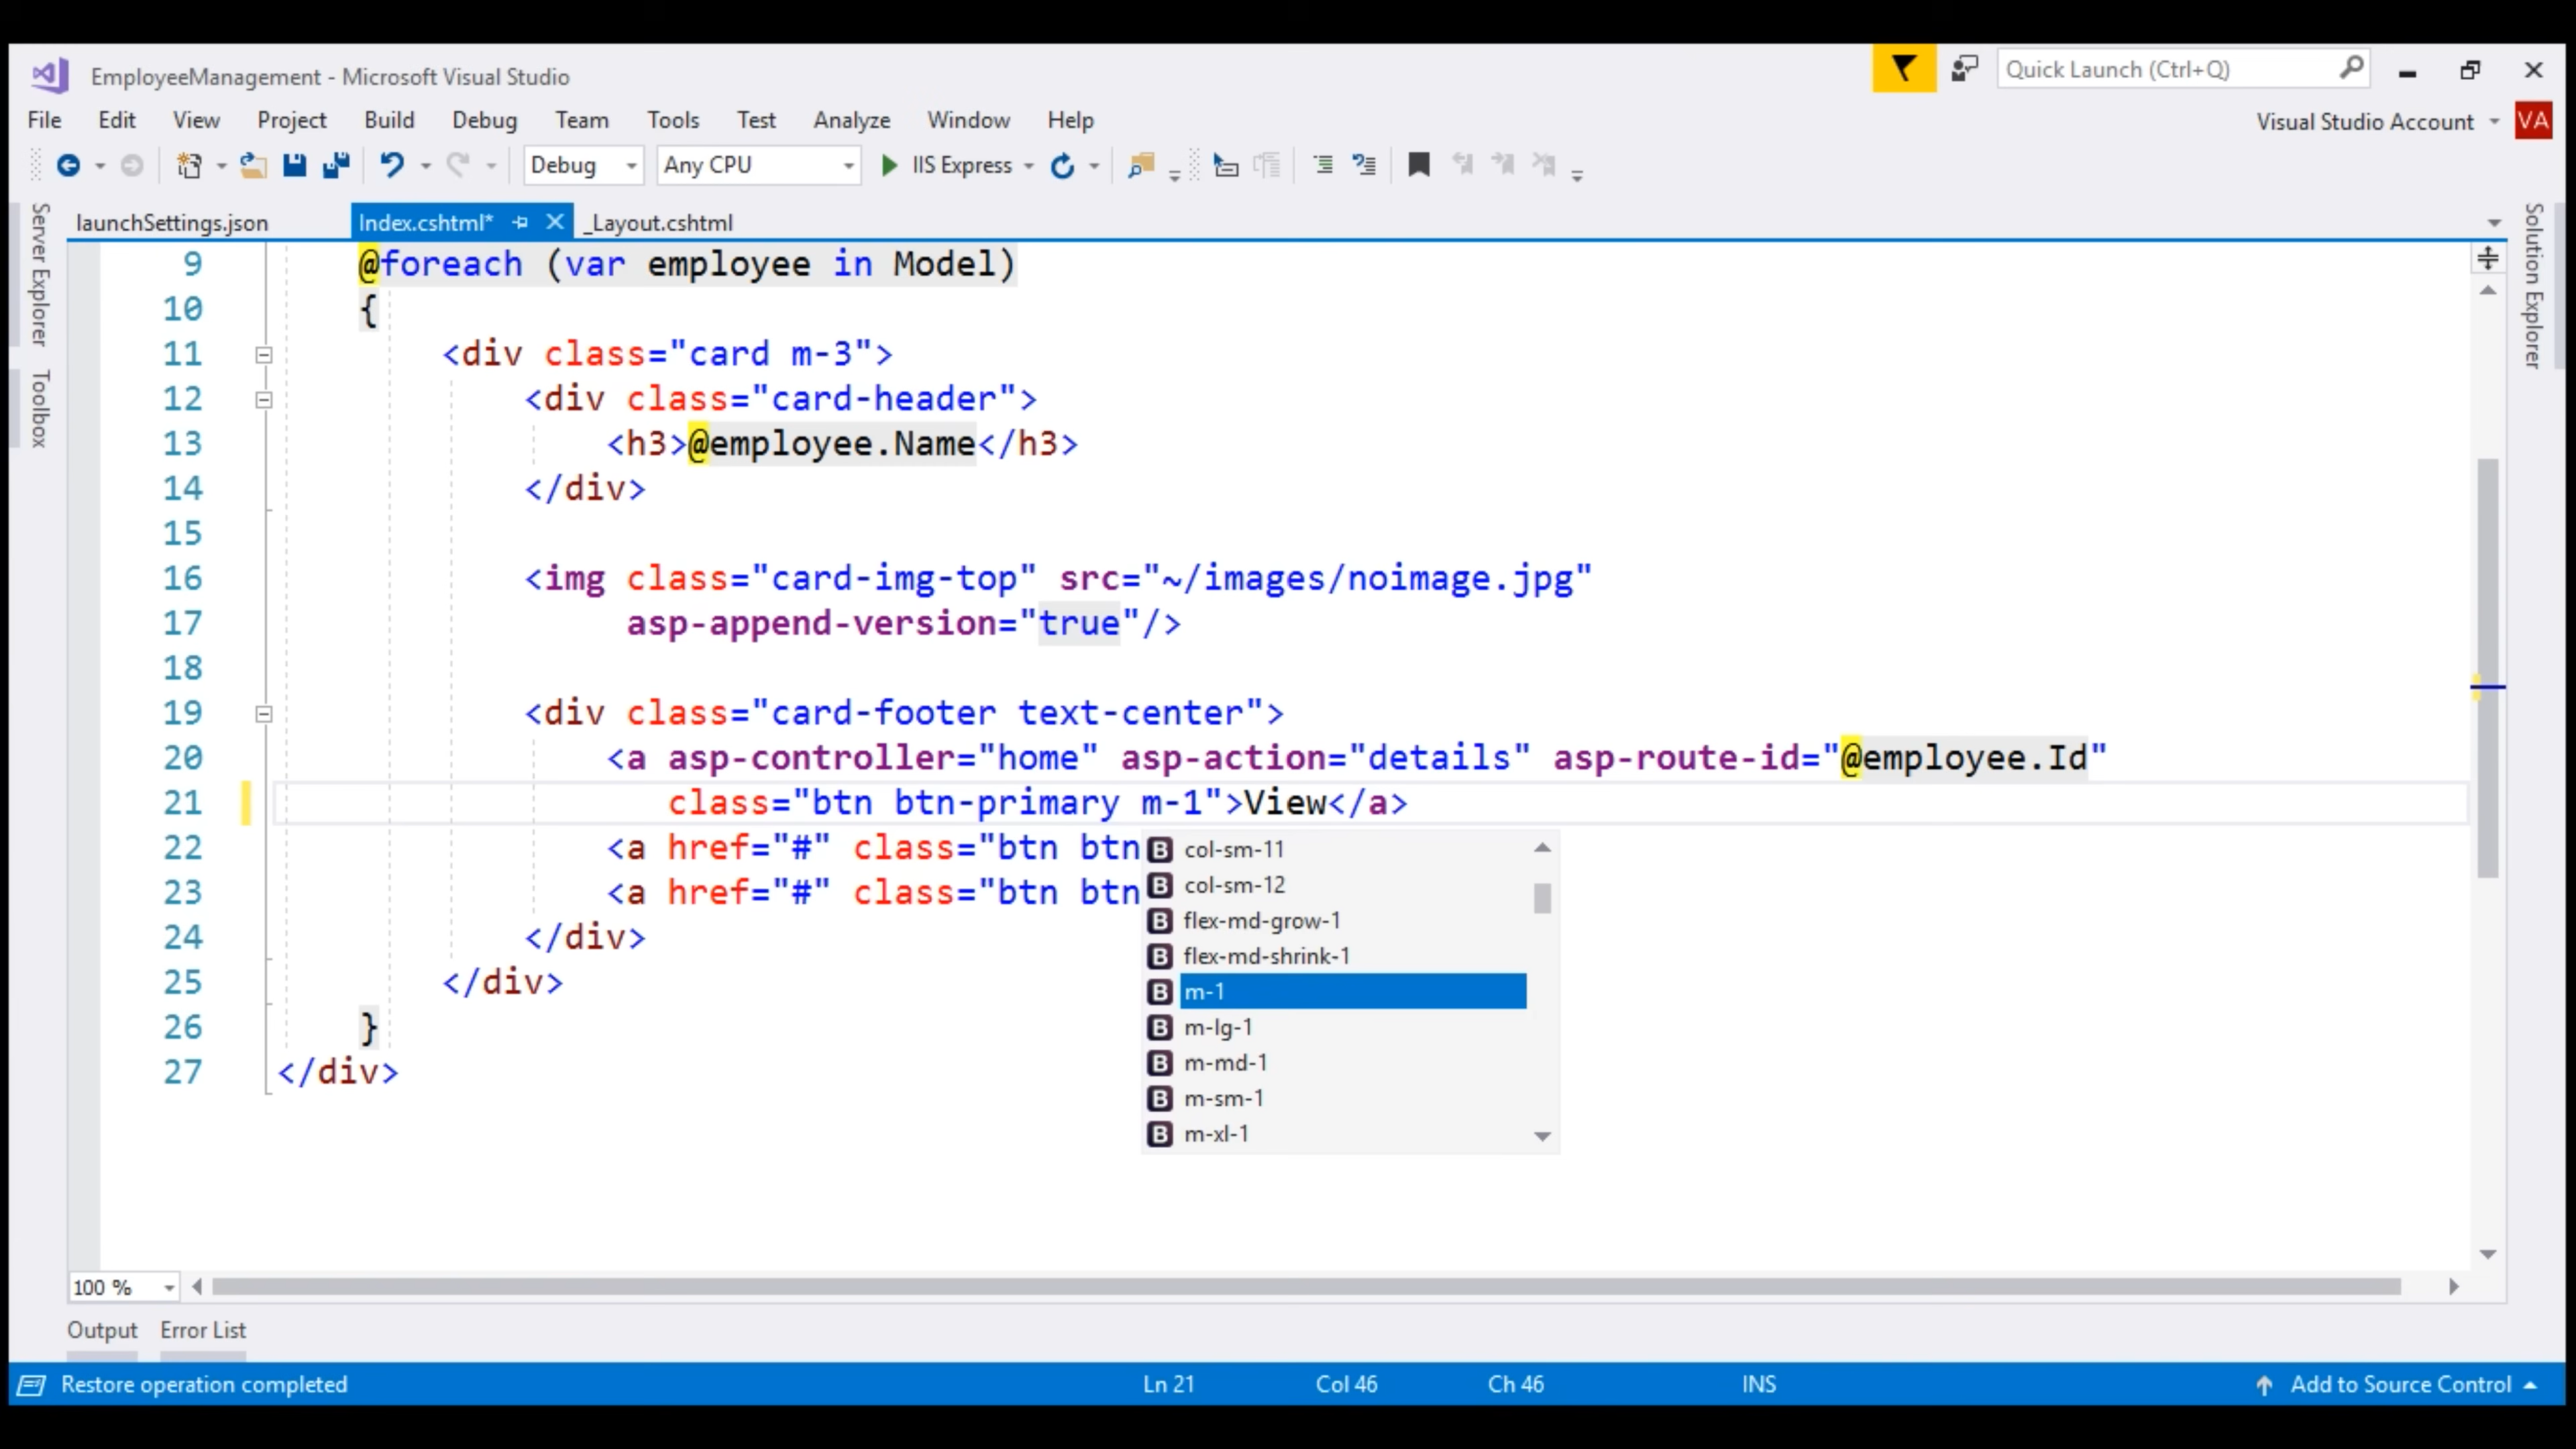 EmployeeManagement - Microsoft Visual Studio
Quick Launch (Ctrl+Q)
File Edit View Project Build Debug Team Tools Test Analyze Window Help
Visual Studio Account VA
Debug Any CPU IIS Express
Server Explorer
Toolbox
Solution Explorer
launchSettings.json Index.cshtml* _Layout.cshtml
9 @foreach (var employee in Model)
10 {
11 <div class="card m-3">
12 <div class="card-header">
13 <h3>@employee.Name</h3>
14 </div>
15
16 <img class="card-img-top" src="~/images/noimage.jpg"
17 asp-append-version="true"/>
18
19 <div class="card-footer text-center">
20 <a asp-controller="home" asp-action="details" asp-route-id="@employee.Id"
21 class="btn btn-primary m-1">View</a>
22 <a href="#" class="btn btn
23 <a href="#" class="btn btn
24 </div>
25 </div>
26 }
27 </div>
B col-sm-11
B col-sm-12
B flex-md-grow-1
B flex-md-shrink-1
B m-1
B m-lg-1
B m-md-1
B m-sm-1
B m-xl-1
100 %
Output Error List
Restore operation completed Ln 21 Col 46 Ch 46 INS Add to Source Control